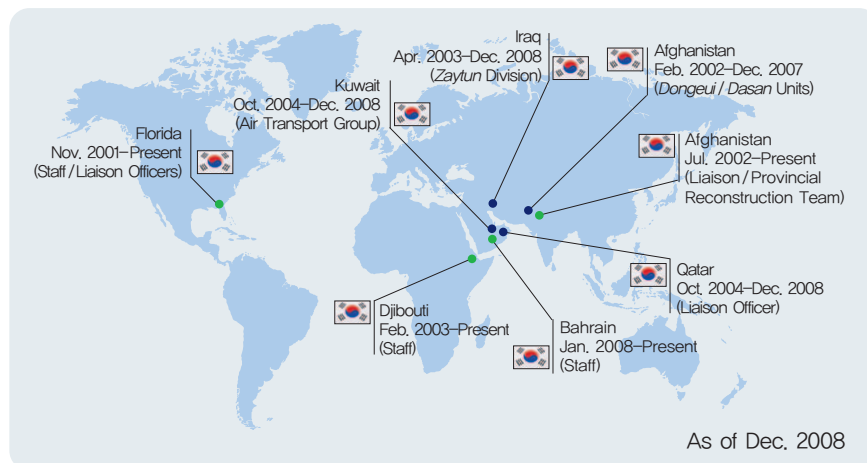 Iraq
Apr. 2003-Dec. 2008
(Zaytun Division)
Afghanistan
Feb. 2002-Dec. 2007
(Dongeui / Dasan Units)
Kuwait
Oct. 2004-Dec. 2008
(Air Transport Group)
Florida
Nov. 2001-Present
(Staff / Liaison Officers)
Afghanistan
Jul. 2002-Present
(Liaison / Provincial
Reconstruction Team)
Qatar
Oct. 2004-Dec. 2008
(Liaison Officer)
Djibouti
Feb. 2003-Present
(Staff)
Bahrain
Jan. 2008-Present
(Staff)
As of Dec. 2008